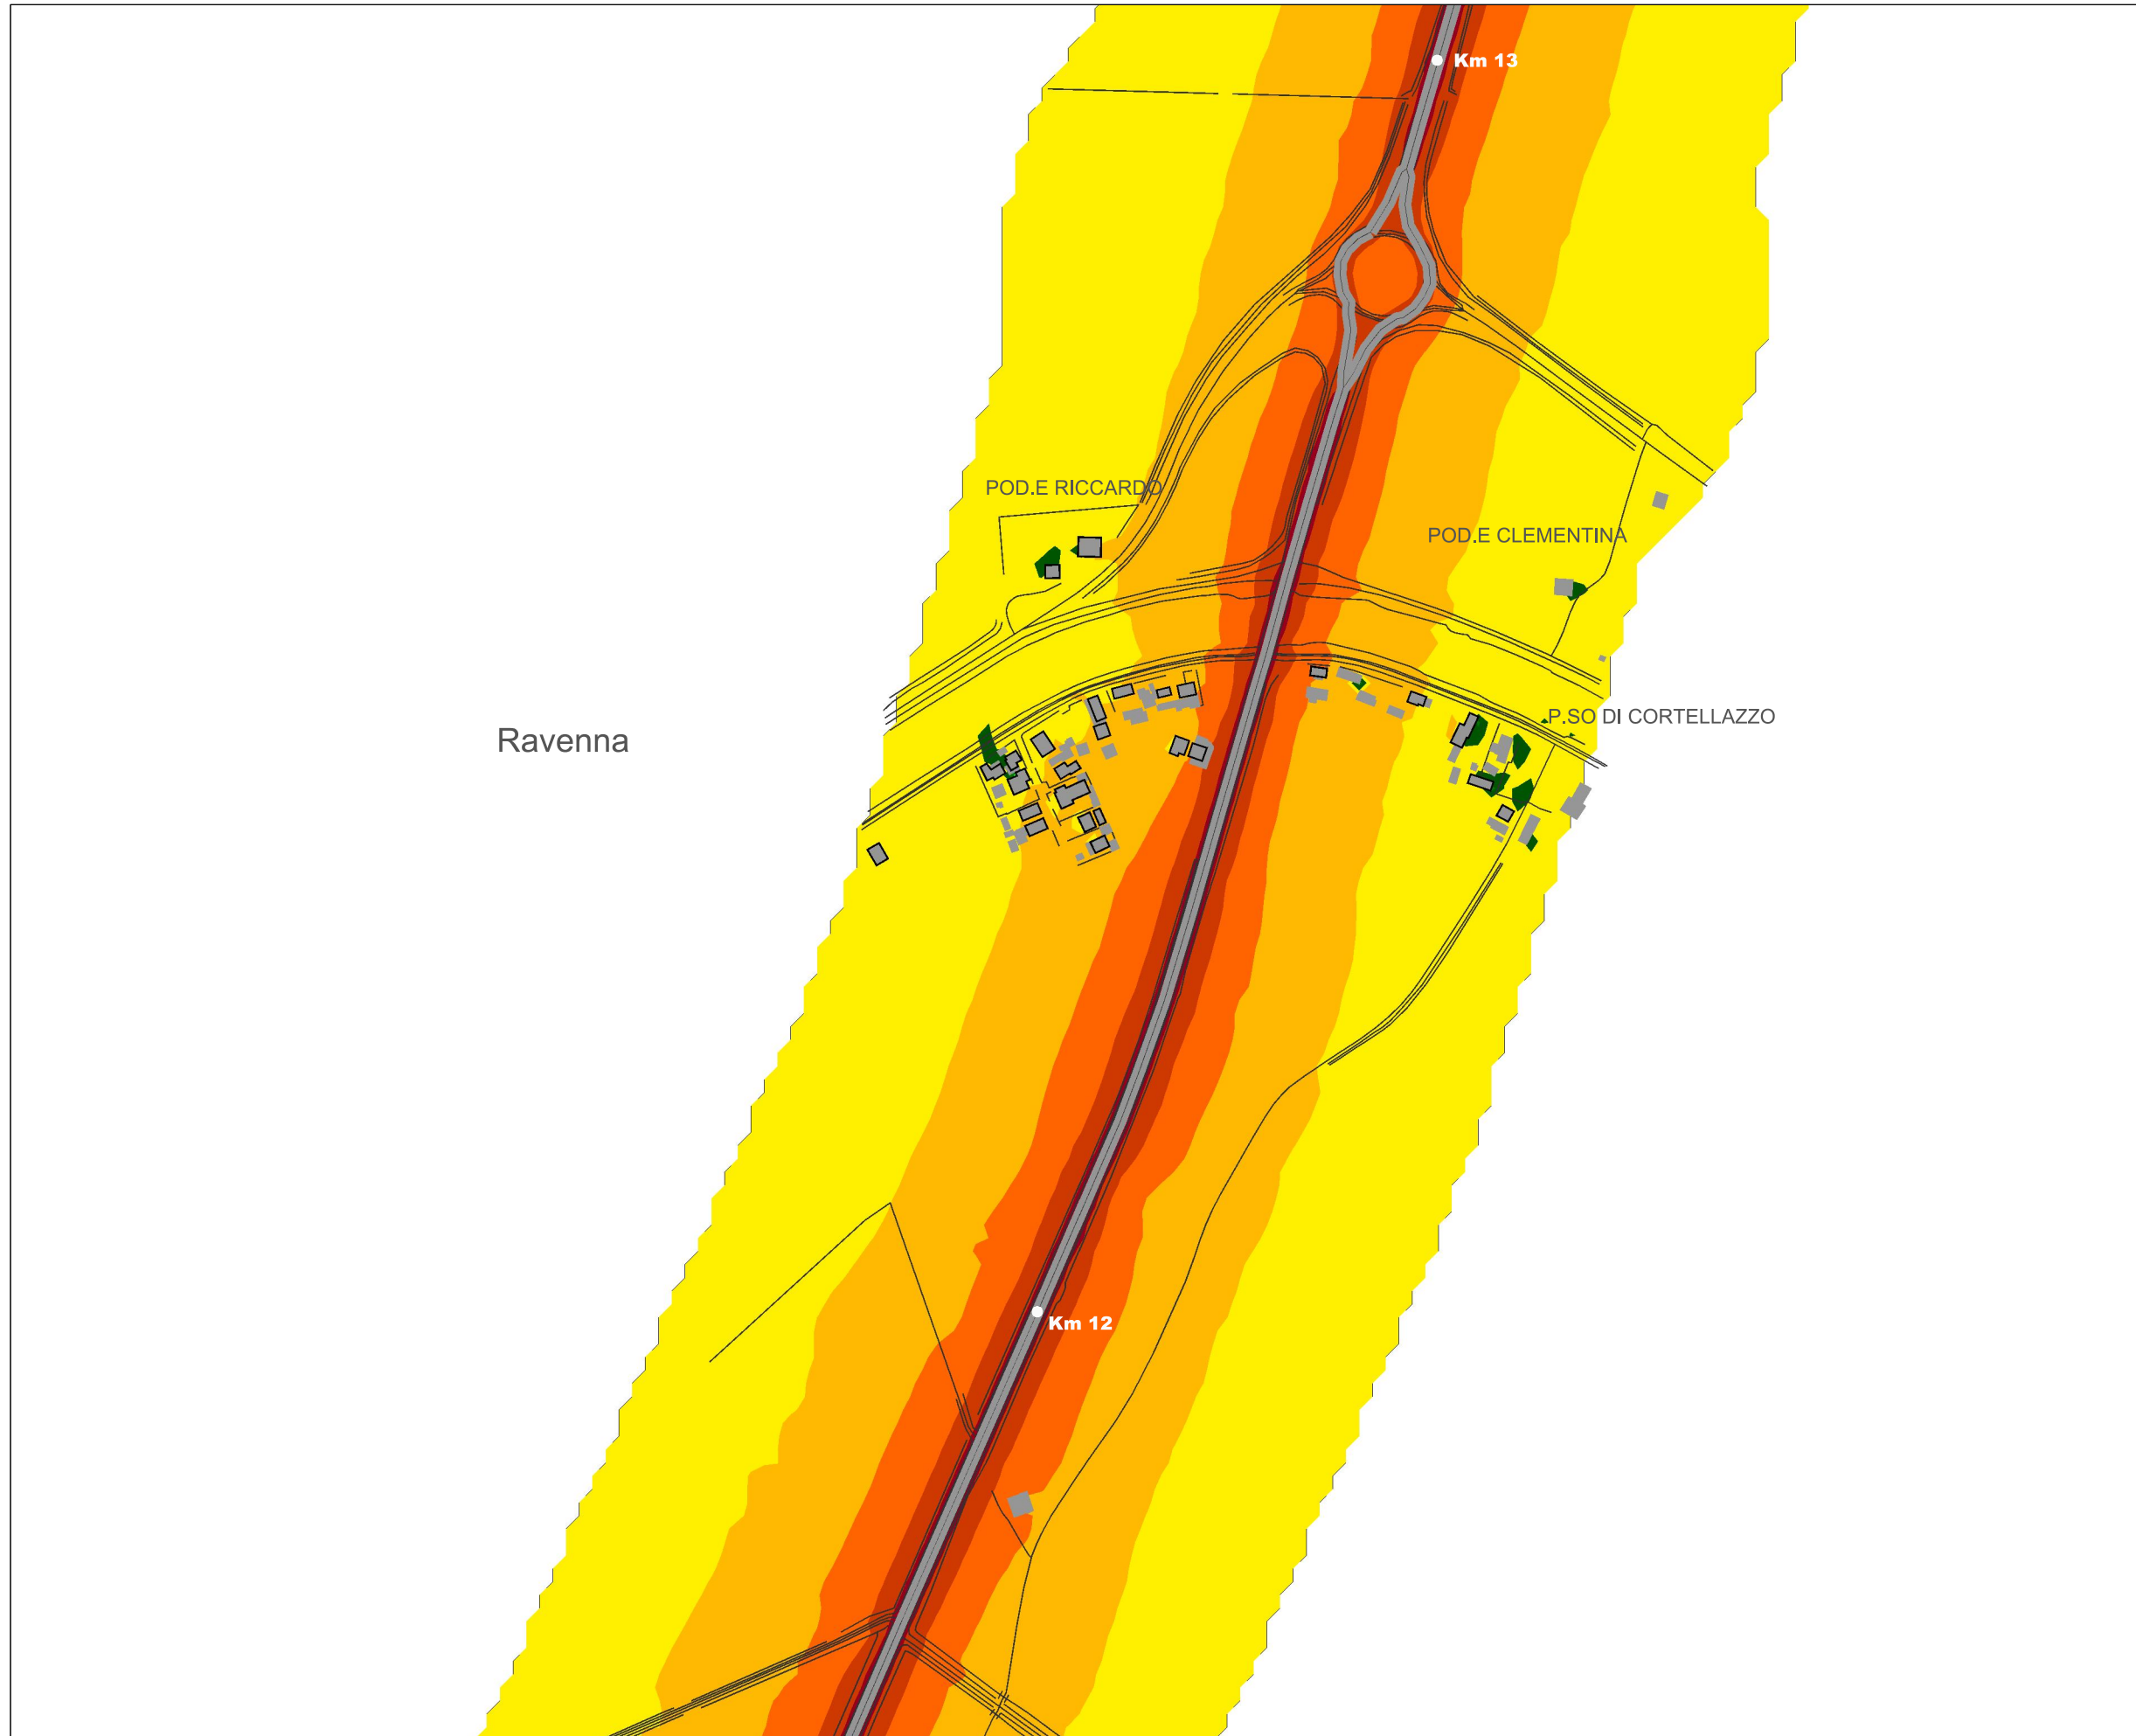 Km 13
POD.E RICCARDO
POD.E CLEMENTINA
P.SO DI CORTELLAZZO
Ravenna
Km 12